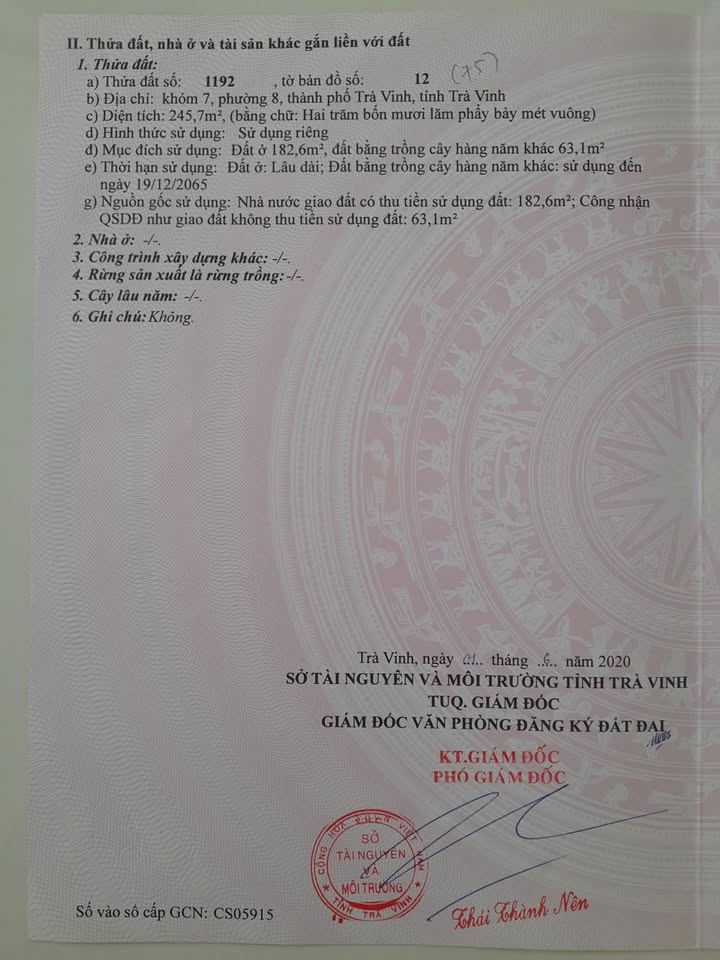 II. Thửa đất, nhà ở và tài sản khác gắn liền với đất
1. Thửa đất:
a) Thửa đất số: 1192 , tờ bản đồ số: 12 (75)
b) Địa chỉ: khóm 7, phường 8, thành phố Trà Vinh, tỉnh Trà Vinh
c) Diện tích: 245,7m², (bằng chữ: Hai trăm bốn mươi lăm phẩy bảy mét vuông)
d) Hình thức sử dụng: Sử dụng riêng
đ) Mục đích sử dụng: Đất ở 182,6m², đất bằng trồng cây hàng năm khác 63,1m²
e) Thời hạn sử dụng: Đất ở: Lâu dài; Đất bằng trồng cây hàng năm khác: sử dụng đến
ngày 19/12/2065
g) Nguồn gốc sử dụng: Nhà nước giao đất có thu tiền sử dụng đất: 182,6m²; Công nhận
QSDĐ như giao đất không thu tiền sử dụng đất: 63,1m²
2. Nhà ở: -/-.
3. Công trình xây dựng khác: -/-.
4. Rừng sản xuất là rừng trồng: -/-.
5. Cây lâu năm: -/-.
6. Ghi chú: Không.
Trà Vinh, ngày 01.. tháng ..6.. năm 2020
SỞ TÀI NGUYÊN VÀ MÔI TRƯỜNG TỈNH TRÀ VINH
TUQ. GIÁM ĐỐC
GIÁM ĐỐC VĂN PHÒNG ĐĂNG KÝ ĐẤT ĐAI
KT.GIÁM ĐỐC
PHÓ GIÁM ĐỐC
CỘNG HÒA X.H.C.N VIỆT NAM
SỞ
TÀI NGUYÊN
VÀ
MÔI TRƯỜNG
★ TỈNH TRÀ VINH ★
Thái Thành Nên
Số vào sổ cấp GCN: CS05915